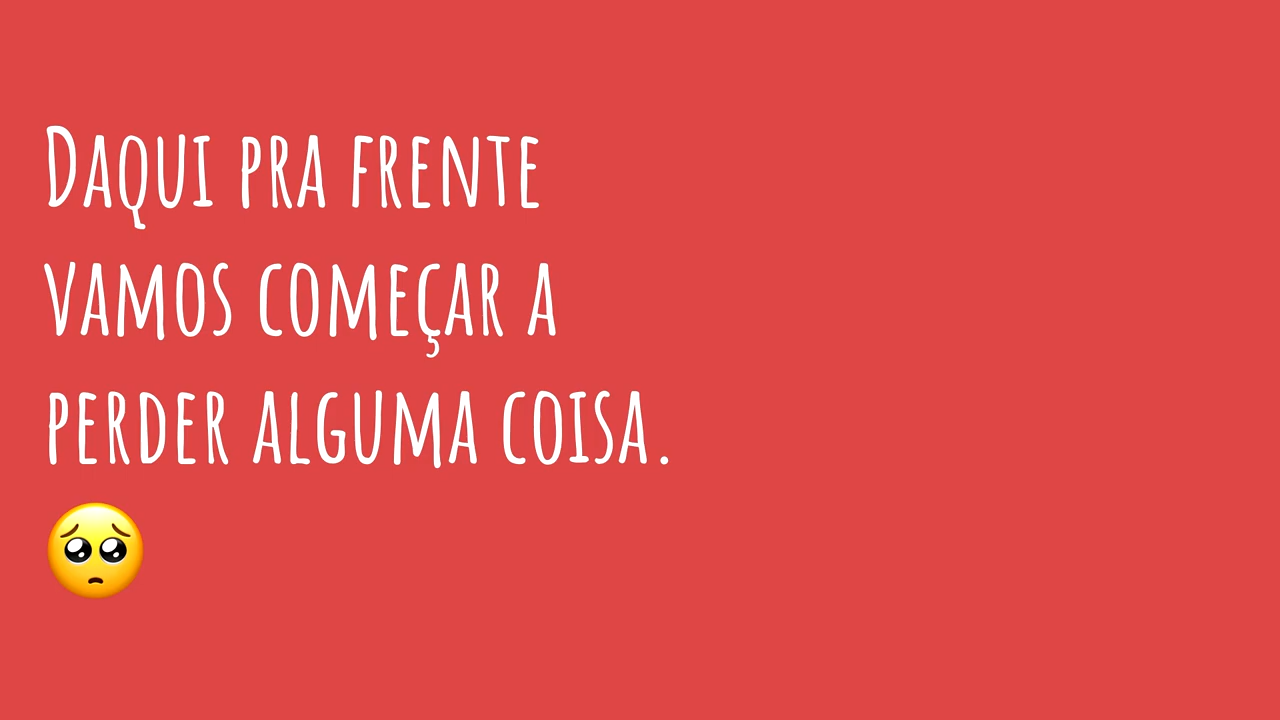 Daqui pra frente
vamos começar a
perder alguma coisa.
🥺